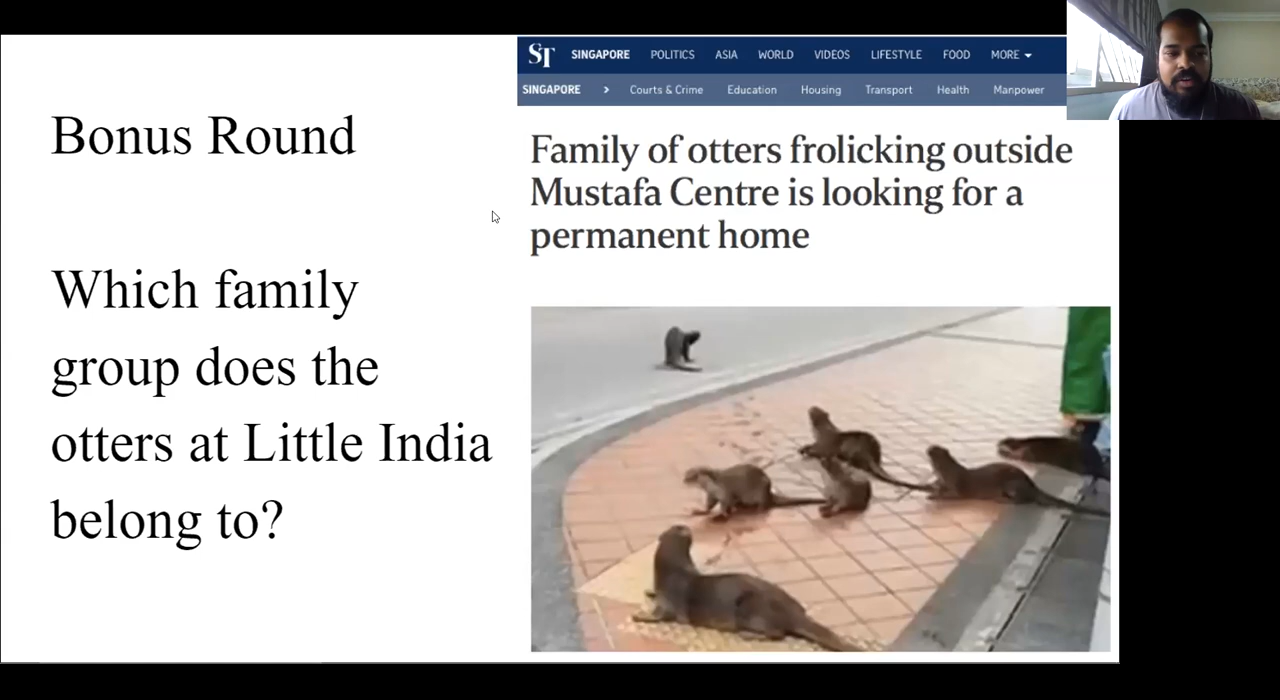 Bonus Round
Which family
group does the
otters at Little India
belong to?
ST SINGAPORE POLITICS ASIA WORLD VIDEOS LIFESTYLE FOOD MORE
SINGAPORE > Courts & Crime Education Housing Transport Health Manpower
Family of otters frolicking outside
Mustafa Centre is looking for a
permanent home